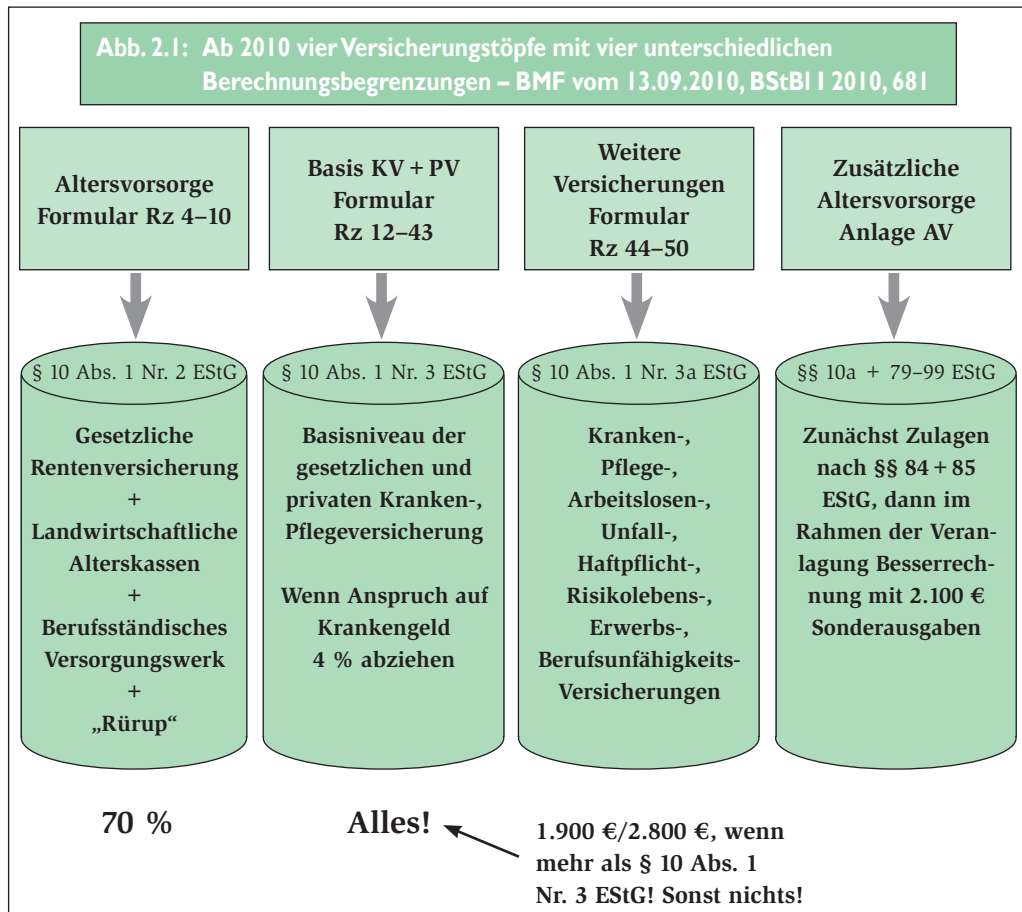 Abb. 2.1: Ab 2010 vier Versicherungstöpfe mit vier unterschiedlichen
Berechnungsbegrenzungen – BMF vom 13.09.2010, BStBl I 2010, 681
Altersvorsorge
Formular Rz 4–10
Basis KV + PV
Formular
Rz 12–43
Weitere
Versicherungen
Formular
Rz 44–50
Zusätzliche
Altersvorsorge
Anlage AV
§ 10 Abs. 1 Nr. 2 EStG
Gesetzliche
Rentenversicherung
+
Landwirtschaftliche
Alterskassen
+
Berufsständisches
Versorgungswerk
+
„Rürup“
70 %
§ 10 Abs. 1 Nr. 3 EStG
Basisniveau der
gesetzlichen und
privaten Kranken-,
Pflegeversicherung
Wenn Anspruch auf
Krankengeld
4 % abziehen
Alles!
§ 10 Abs. 1 Nr. 3a EStG
Kranken-,
Pflege-,
Arbeitslosen-,
Unfall-,
Haftpflicht-,
Risikolebens-,
Erwerbs-,
Berufsunfähigkeits-
Versicherungen
1.900 €/2.800 €, wenn
mehr als § 10 Abs. 1
Nr. 3 EStG! Sonst nichts!
§§ 10a + 79–99 EStG
Zunächst Zulagen
nach §§ 84 + 85
EStG, dann im
Rahmen der Veran-
lagung Besserrech-
nung mit 2.100 €
Sonderausgaben